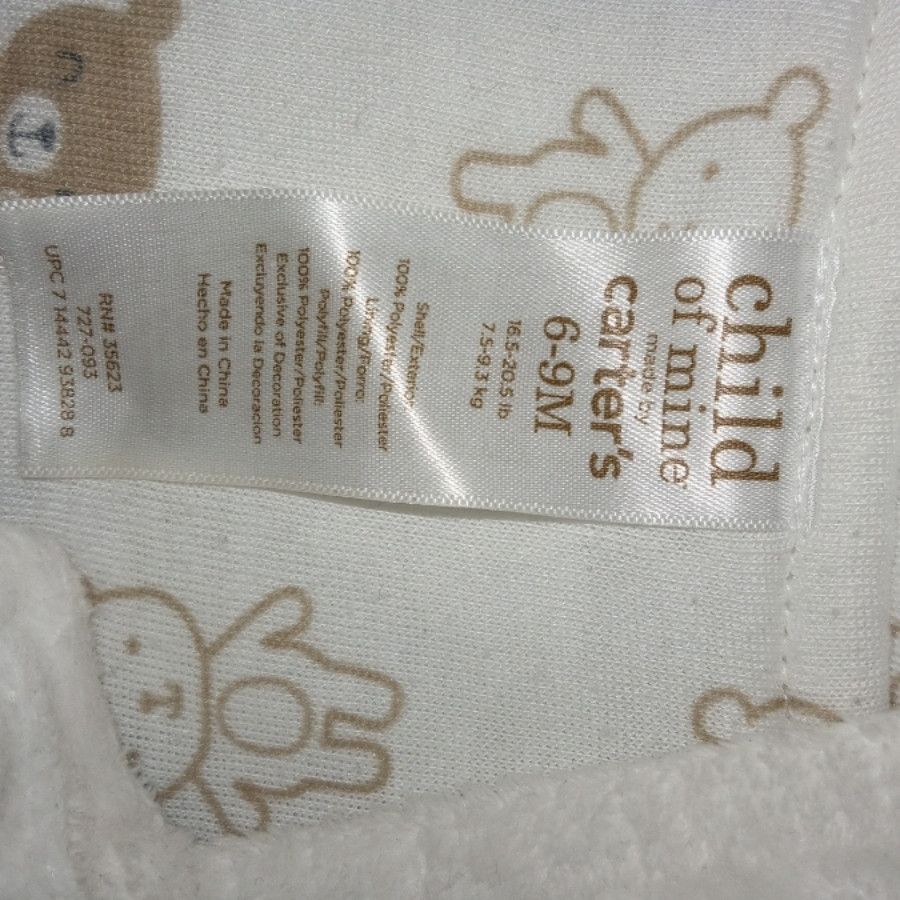 child
of mine
made by
carter's
6-9M
16.5-20.5 lb
7.5-9.3 kg
Shell/Exterior:
100% Polyester/Poliester
Lining/Forro:
100% Polyester/Poliester
Polyfill/Polyfill:
100% Polyester/Poliester
Exclusive of Decoration
Excluyendo la Decoracion
Made in China
Hecho en China
RN# 35623
727-093
UPC 7 14442 93828 8